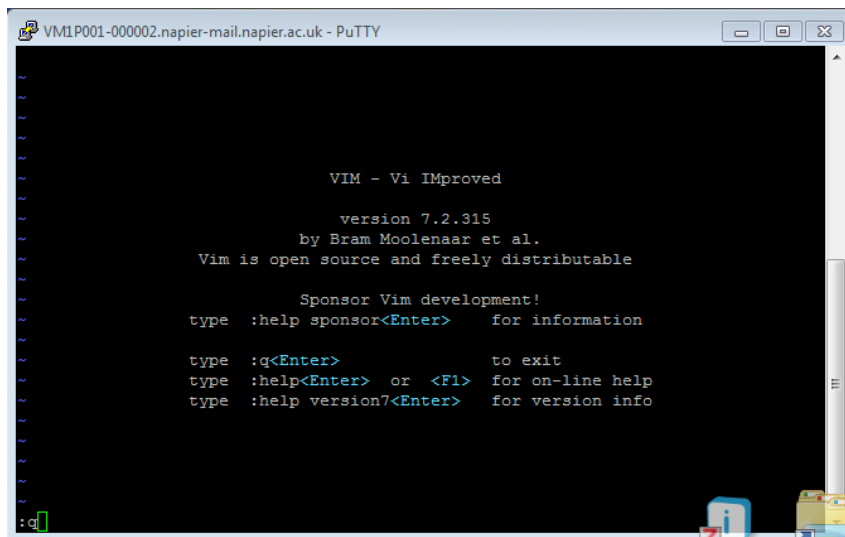 VM1P001-000002.napier-mail.napier.ac.uk - PuTTY
~
~
~
~
~
~ VIM - Vi IMproved
~
~ version 7.2.315
~ by Bram Moolenaar et al.
~ Vim is open source and freely distributable
~
~ Sponsor Vim development!
~ type :help sponsor<Enter> for information
~
~ type :q<Enter> to exit
~ type :help<Enter> or <F1> for on-line help
~ type :help version7<Enter> for version info
~
~
~
~
~
:q